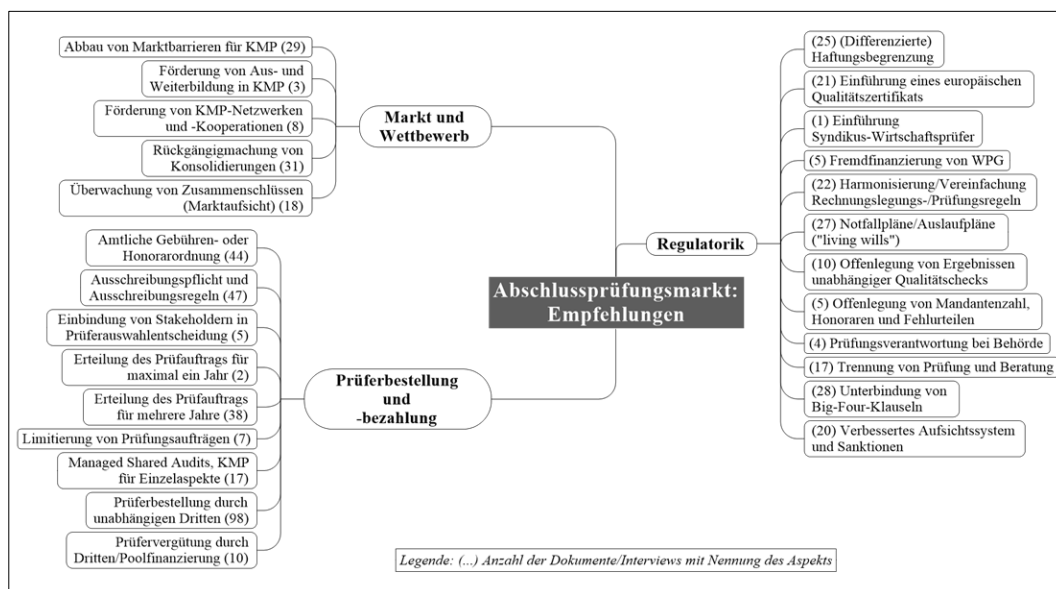 Abbau von Marktbarrieren für KMP (29)
Förderung von Aus- und
Weiterbildung in KMP (3)
Förderung von KMP-Netzwerken
und -Kooperationen (8)
Rückgängigmachung von
Konsolidierungen (31)
Überwachung von Zusammenschlüssen
(Marktaufsicht) (18)
Markt und
Wettbewerb
Amtliche Gebühren- oder
Honorarordnung (44)
Ausschreibungspflicht und
Ausschreibungsregeln (47)
Einbindung von Stakeholdern in
Prüferauswahlentscheidung (5)
Erteilung des Prüfauftrags für
maximal ein Jahr (2)
Erteilung des Prüfauftrags
für mehrere Jahre (38)
Limitierung von Prüfungsaufträgen (7)
Managed Shared Audits, KMP
für Einzelaspekte (17)
Prüferbestellung durch
unabhängigen Dritten (98)
Prüfervergütung durch
Dritten/Poolfinanzierung (10)
Prüferbestellung
und
-bezahlung
Abschlussprüfungsmarkt:
Empfehlungen
Regulatorik
(25) (Differenzierte)
Haftungsbegrenzung
(21) Einführung eines europäischen
Qualitätszertifikats
(1) Einführung
Syndikus-Wirtschaftsprüfer
(5) Fremdfinanzierung von WPG
(22) Harmonisierung/Vereinfachung
Rechnungslegungs-/Prüfungsregeln
(27) Notfallpläne/Auslaufpläne
("living wills")
(10) Offenlegung von Ergebnissen
unabhängiger Qualitätschecks
(5) Offenlegung von Mandantenzahl,
Honoraren und Fehlurteilen
(4) Prüfungsverantwortung bei Behörde
(17) Trennung von Prüfung und Beratung
(28) Unterbindung von
Big-Four-Klauseln
(20) Verbessertes Aufsichtssystem
und Sanktionen
Legende: (...) Anzahl der Dokumente/Interviews mit Nennung des Aspekts